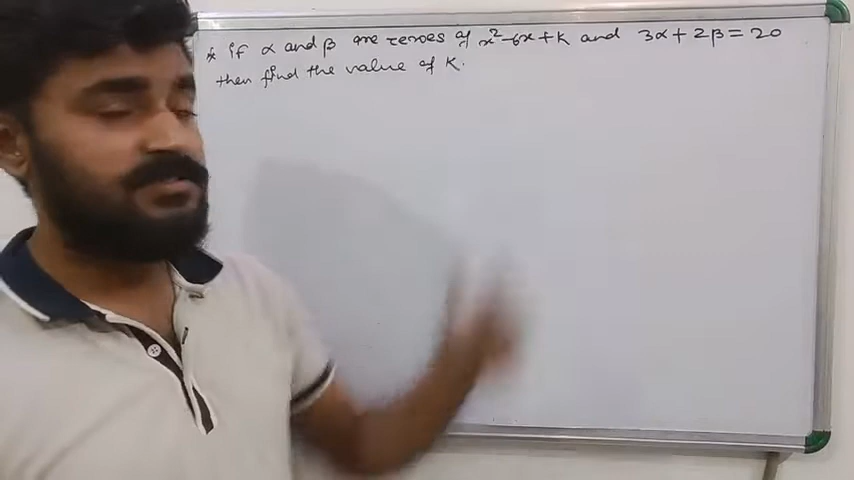 * if α and β are zeroes of x²-6x+k and 3α+2β=20
then find the value of k.